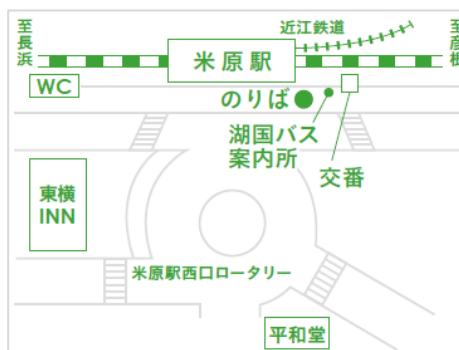 至長浜
近江鉄道
至彦根
米原駅
WC
のりば
湖国バス
案内所
交番
東横
INN
米原駅西口ロータリー
平和堂